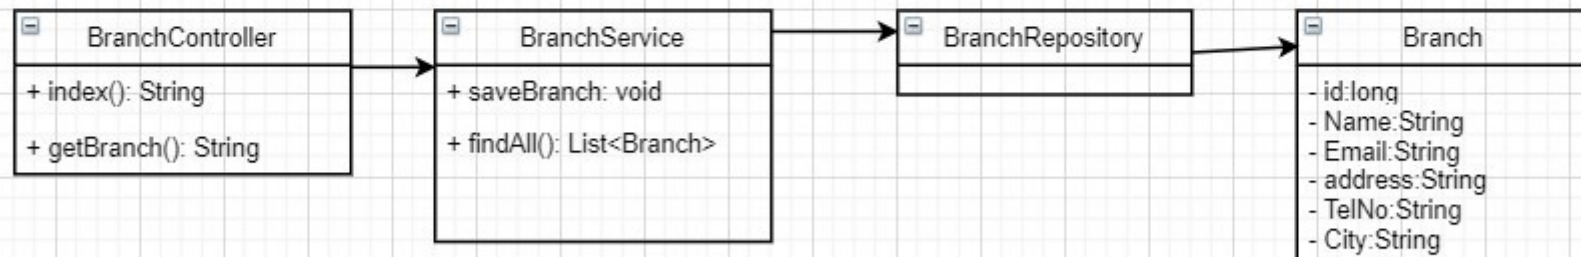 BranchController
+ index(): String
+ getBranch(): String
BranchService
+ saveBranch: void
+ findAll(): List<Branch>
BranchRepository
Branch
- id:long
- Name:String
- Email:String
- address:String
- TelNo:String
- City:String